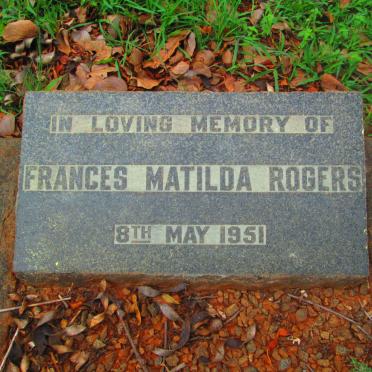 IN LOVING MEMORY OF
FRANCES MATILDA ROGERS
8TH MAY 1951